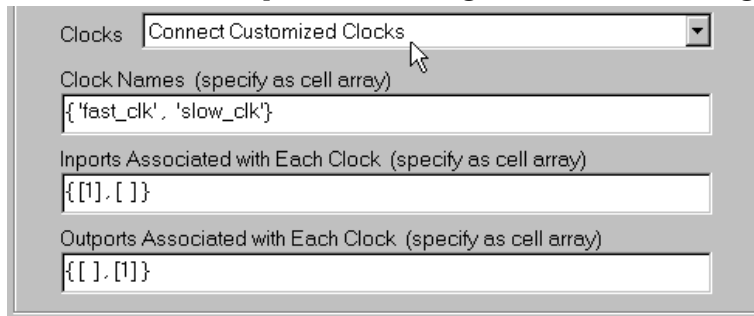 Clocks Connect Customized Clocks
Clock Names (specify as cell array)
{'fast_clk', 'slow_clk'}
Inports Associated with Each Clock (specify as cell array)
{[1],[ ]}
Outports Associated with Each Clock (specify as cell array)
{[ ],[1]}